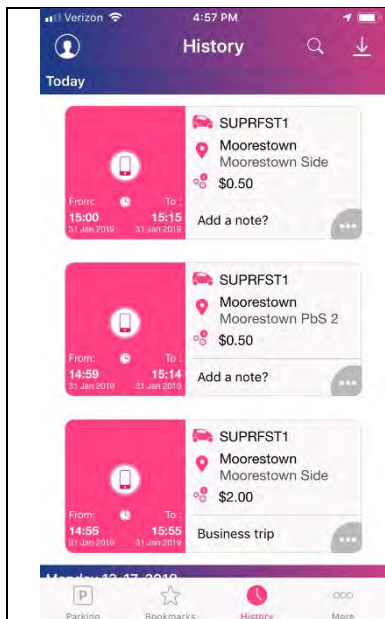 Verizon 4:57 PM
History
Today
SUPRFST1
Moorestown
Moorestown Side
$0.50
From: To:
15:00 15:15
31 Jan 2019 31 Jan 2019
Add a note?
SUPRFST1
Moorestown
Moorestown PbS 2
$0.50
From: To:
14:59 15:14
31 Jan 2019 31 Jan 2019
Add a note?
SUPRFST1
Moorestown
Moorestown Side
$2.00
From: To:
14:55 15:55
31 Jan 2019 31 Jan 2019
Business trip
P
Parking Bookmarks History More